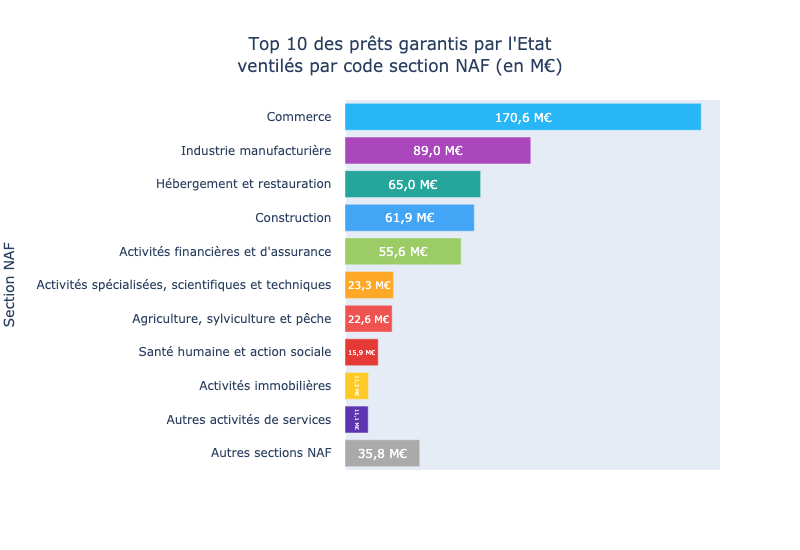 Top 10 des prêts garantis par l'Etat
ventilés par code section NAF (en M€)
Section NAF
Commerce 170,6 M€
Industrie manufacturière 89,0 M€
Hébergement et restauration 65,0 M€
Construction 61,9 M€
Activités financières et d'assurance 55,6 M€
Activités spécialisées, scientifiques et techniques 23,3 M€
Agriculture, sylviculture et pêche 22,6 M€
Santé humaine et action sociale 15,9 M€
Activités immobilières
Autres activités de services 11,1 M€
Autres sections NAF 35,8 M€